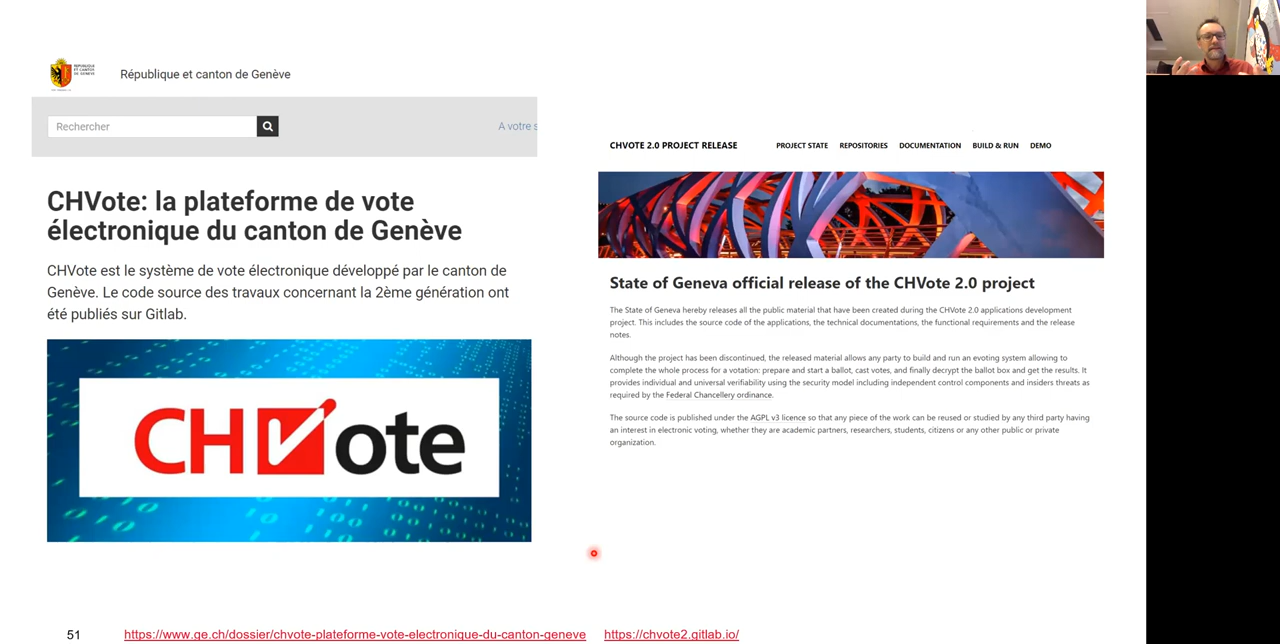 RÉPUBLIQUE
ET CANTON
DE GENÈVE
République et canton de Genève
Rechercher
A votre s
CHVote: la plateforme de vote
électronique du canton de Genève
CHVote est le système de vote électronique développé par le canton de
Genève. Le code source des travaux concernant la 2ème génération ont
été publiés sur Gitlab.
CHVote
CHVOTE 2.0 PROJECT RELEASE
PROJECT STATE REPOSITORIES DOCUMENTATION BUILD & RUN DEMO
State of Geneva official release of the CHVote 2.0 project
The State of Geneva hereby releases all the public material that have been created during the CHVote 2.0 applications development
project. This includes the source code of the applications, the technical documentations, the functional requirements and the release
notes.
Although the project has been discontinued, the released material allows any party to build and run an evoting system allowing to
complete the whole process for a votation: prepare and start a ballot, cast votes, and finally decrypt the ballot box and get the results. It
provides individual and universal verifiability using the security model including independent control components and insiders threats as
required by the Federal Chancellery ordinance.
The source code is published under the AGPL v3 licence so that any piece of the work can be reused or studied by any third party having
an interest in electronic voting, whether they are academic partners, researchers, students, citizens or any other public or private
organization.
51
https://www.ge.ch/dossier/chvote-plateforme-vote-electronique-du-canton-geneve
https://chvote2.gitlab.io/